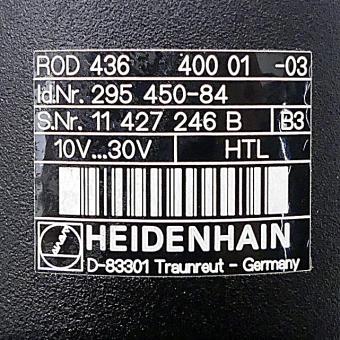 ROD 436 400 01 -03
Id.Nr. 295 450-84
S.Nr. 11 427 246 B B3
10V...30V HTL
HEIDENHAIN
D-83301 Traunreut - Germany